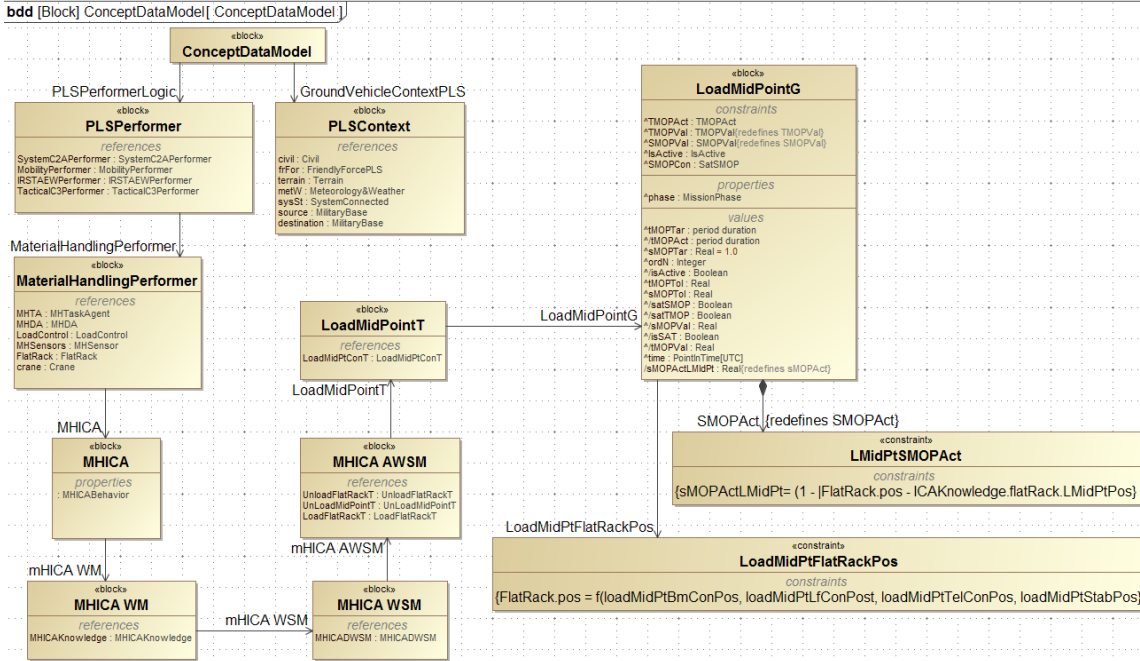 bdd [Block] ConceptDataModel[ ConceptDataModel ]
«block»
ConceptDataModel
PLSPerformerLogic
GroundVehicleContextPLS
«block»
PLSPerformer
references
SystemC2APerformer : SystemC2APerformer
MobilityPerformer : MobilityPerformer
IRSTAEWPerformer : IRSTAEWPerformer
TacticalC3Performer : TacticalC3Performer
«block»
PLSContext
references
civil : Civil
frFor : FriendlyForcePLS
terrain : Terrain
metW : Meteorology&Weather
sysSt : SystemConnected
source : MilitaryBase
destination : MilitaryBase
MaterialHandlingPerformer
«block»
MaterialHandlingPerformer
references
MHTA : MHTaskAgent
MHDA : MHDA
LoadControl : LoadControl
MHSensors : MHSensor
FlatRack : FlatRack
crane : Crane
MHICA
«block»
MHICA
properties
: MHICABehavior
mHICA WM
«block»
MHICA WM
references
MHICAKnowledge : MHICAKnowledge
mHICA WSM
«block»
MHICA WSM
references
MHICADWSM : MHICADWSM
mHICA AWSM
«block»
MHICA AWSM
references
UnloadFlatRackT : UnloadFlatRackT
UnLoadMidPointT : UnLoadMidPointT
LoadFlatRackT : LoadFlatRackT
LoadMidPointT
«block»
LoadMidPointT
references
LoadMidPtConT : LoadMidPtConT
LoadMidPointG
«block»
LoadMidPointG
constraints
^TMOPAct : TMOPAct
^TMOPVal : TMOPVal{redefines TMOPVal}
^SMOPVal : SMOPVal{redefines SMOPVal}
^IsActive : IsActive
^SMOPCon : SatSMOP
properties
^phase : MissionPhase
values
^tMOPTar : period duration
^/tMOPAct : period duration
^sMOPTar : Real = 1.0
^ordN : Integer
^/isActive : Boolean
^tMOPTol : Real
^sMOPTol : Real
^/satSMOP : Boolean
^/satTMOP : Boolean
^/sMOPVal : Real
^/isSAT : Boolean
^/tMOPVal : Real
^time : PointInTime[UTC]
/sMOPActLMidPt : Real{redefines sMOPAct}
SMOPAct {redefines SMOPAct}
«constraint»
LMidPtSMOPAct
constraints
{sMOPActLMidPt= (1 - |FlatRack.pos - ICAKnowledge.flatRack.LMidPtPos}
LoadMidPtFlatRackPos
«constraint»
LoadMidPtFlatRackPos
constraints
{FlatRack.pos = f(loadMidPtBmConPos, loadMidPtLfConPost, loadMidPtTelConPos, loadMidPtStabPos}